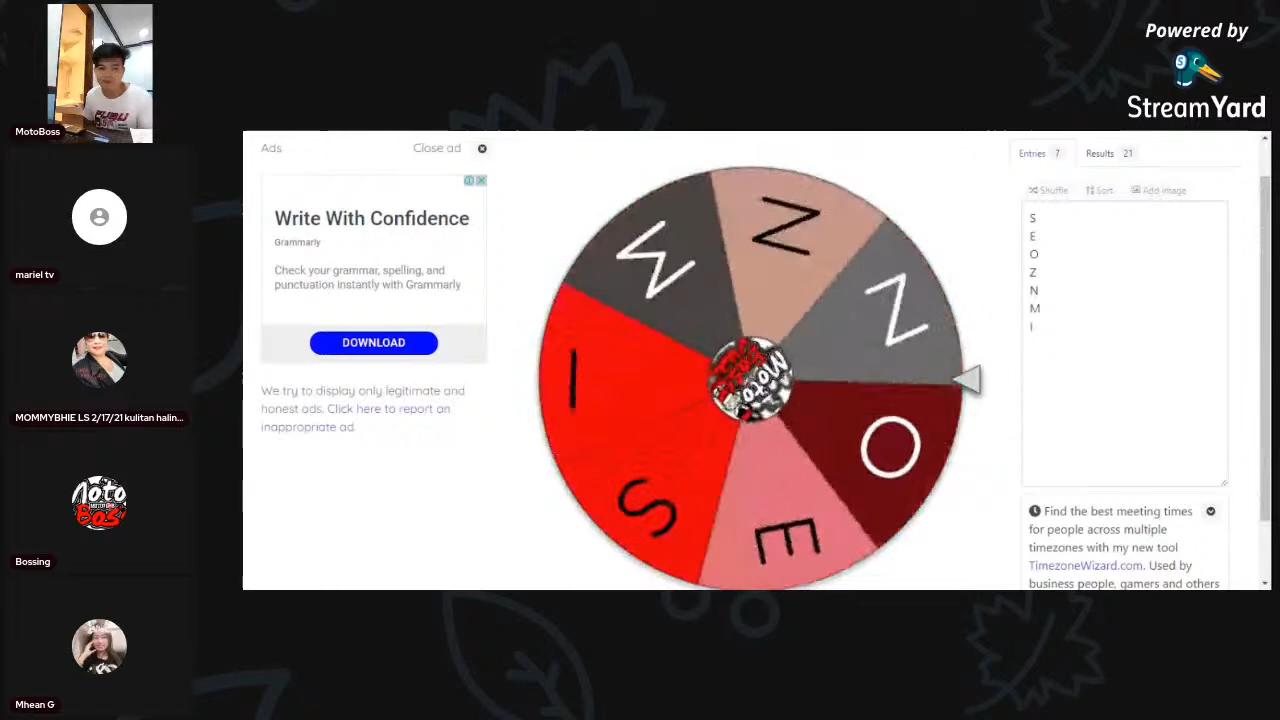 Powered by
StreamYard
MotoBoss
mariel tv
MOMMYBHIE LS 2/17/21 kulitan halin...
Bossing
Mhean G
Ads
Close ad
Write With Confidence
Grammarly
Check your grammar, spelling, and
punctuation instantly with Grammarly
DOWNLOAD
We try to display only legitimate and
honest ads. Click here to report an
inappropriate ad.
Z
N
M
I
S
E
O
Moto
Entries 7
Results 21
Shuffle
Sort
Add image
S
E
O
Z
N
M
I
Find the best meeting times
for people across multiple
timezones with my new tool
TimezoneWizard.com. Used by
business people, gamers and others